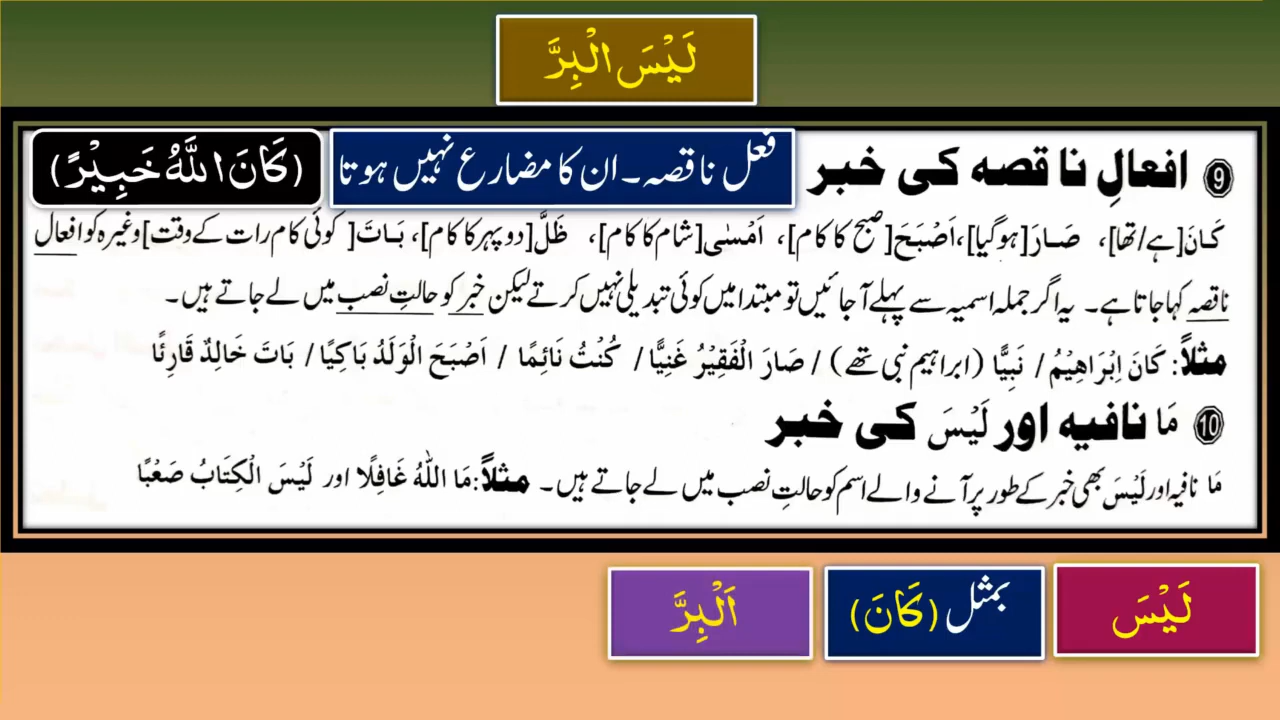 لَیْسَ الْبِرَّ
⑨ افعالِ ناقصہ کی خبر
فعل ناقصہ۔ ان کا مضارع نہیں ہوتا
(کَانَ اللّٰهُ خَبِیْرً)
کَانَ[ہے/تھا]، صَارَ[ہوگیا]،اَصْبَحَ[صبح کا کام]، اَمْسٰی[شام کا کام]، ظَلَّ[دوپہر کا کام]، بَاتَ[کوئی کام رات کے وقت]وغیرہ کو افعال
ناقصہ کہا جاتا ہے۔ یہ اگر جملہ اسمیہ سے پہلے آ جائیں تو مبتدا میں کوئی تبدیلی نہیں کرتے لیکن خبر کو حالتِ نصب میں لے جاتے ہیں۔
مثلاً: کَانَ اِبْرَاهِیْمُ/ نَبِیًّا (ابراہیم نبی تھے) / صَارَ الْفَقِیْرُ غَنِیًّا/ کُنْتُ نَائِمًا / اَصْبَحَ الْوَلَدُ بَاکِیًا/ بَاتَ خَالِدٌ قَارِئًا
⑩ مَا نافیہ اور لَیْسَ کی خبر
مَا نافیہ اور لَیْسَ بھی خبر کے طور پر آنے والے اسم کو حالتِ نصب میں لے جاتے ہیں۔ مثلاً:مَا اللّٰهُ غَافِلًا اور لَیْسَ الْکِتَابُ صَعْبًا
لَیْسَ
بمثل (کَانَ)
اَلْبِرَّ